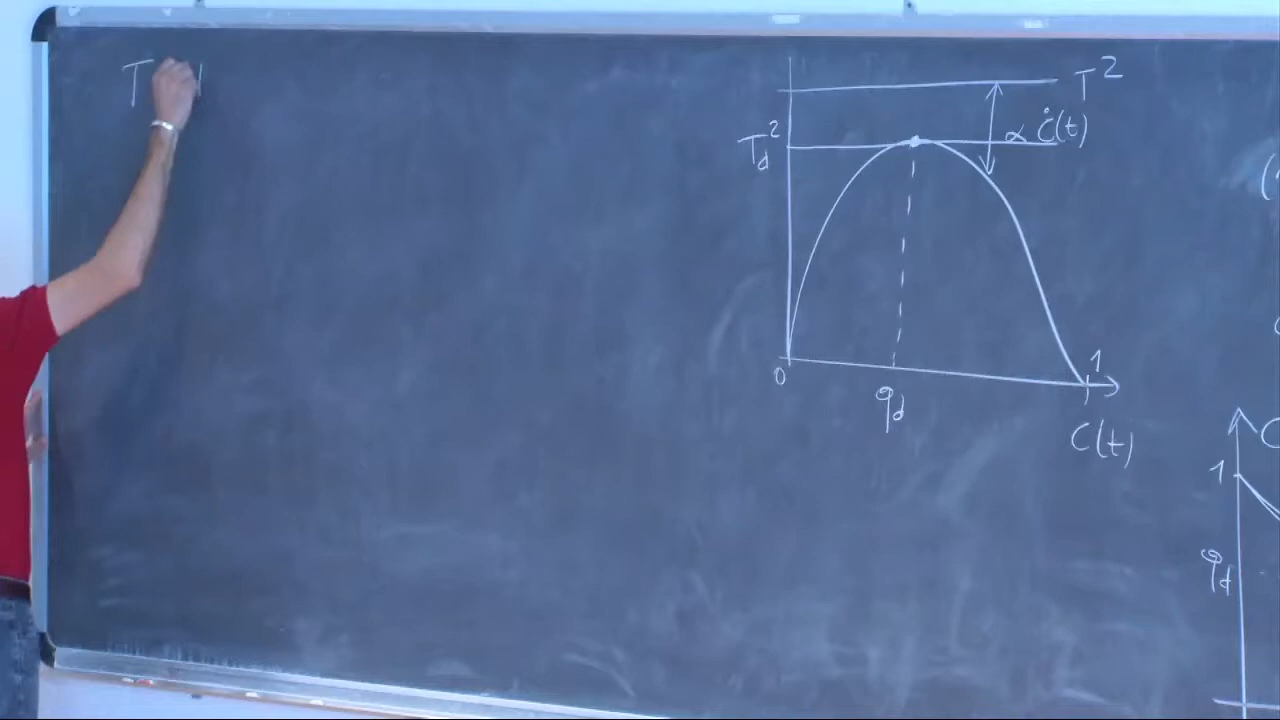 T
T²
T_d²
∝ Ċ(t)
0
q_d
1
C(t)
(
C
1
q_d